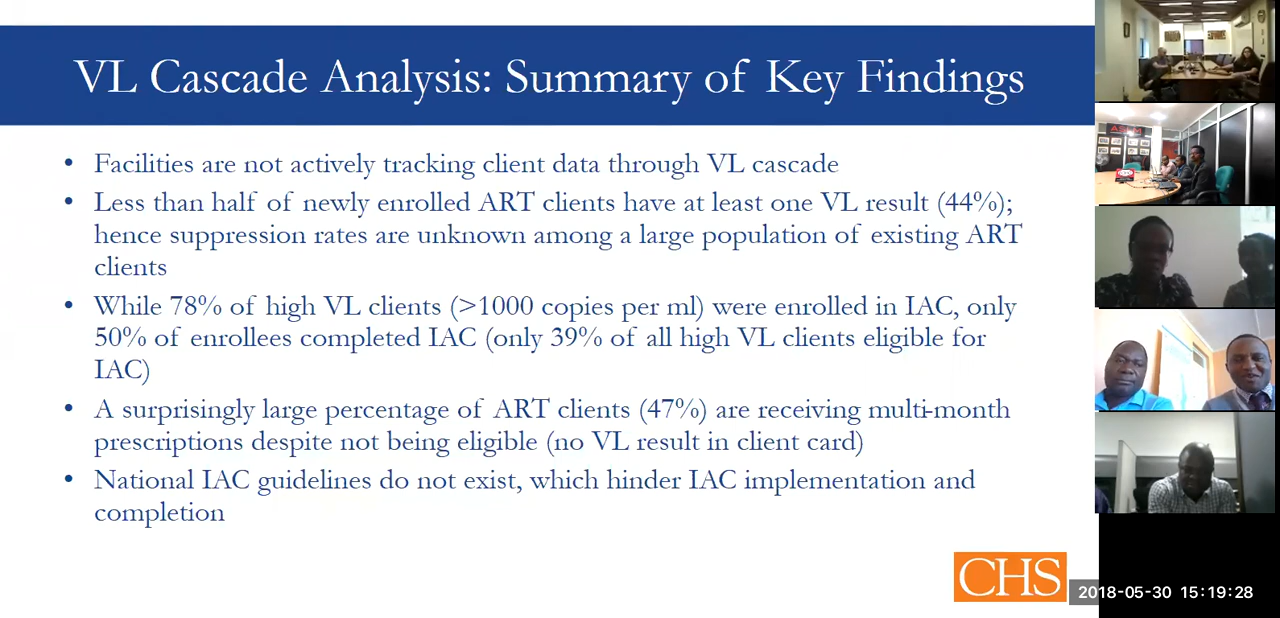 VL Cascade Analysis: Summary of Key Findings
• Facilities are not actively tracking client data through VL cascade
• Less than half of newly enrolled ART clients have at least one VL result (44%);
hence suppression rates are unknown among a large population of existing ART
clients
• While 78% of high VL clients (>1000 copies per ml) were enrolled in IAC, only
50% of enrollees completed IAC (only 39% of all high VL clients eligible for
IAC)
• A surprisingly large percentage of ART clients (47%) are receiving multi-month
prescriptions despite not being eligible (no VL result in client card)
• National IAC guidelines do not exist, which hinder IAC implementation and
completion
CHS
2018-05-30 15:19:28